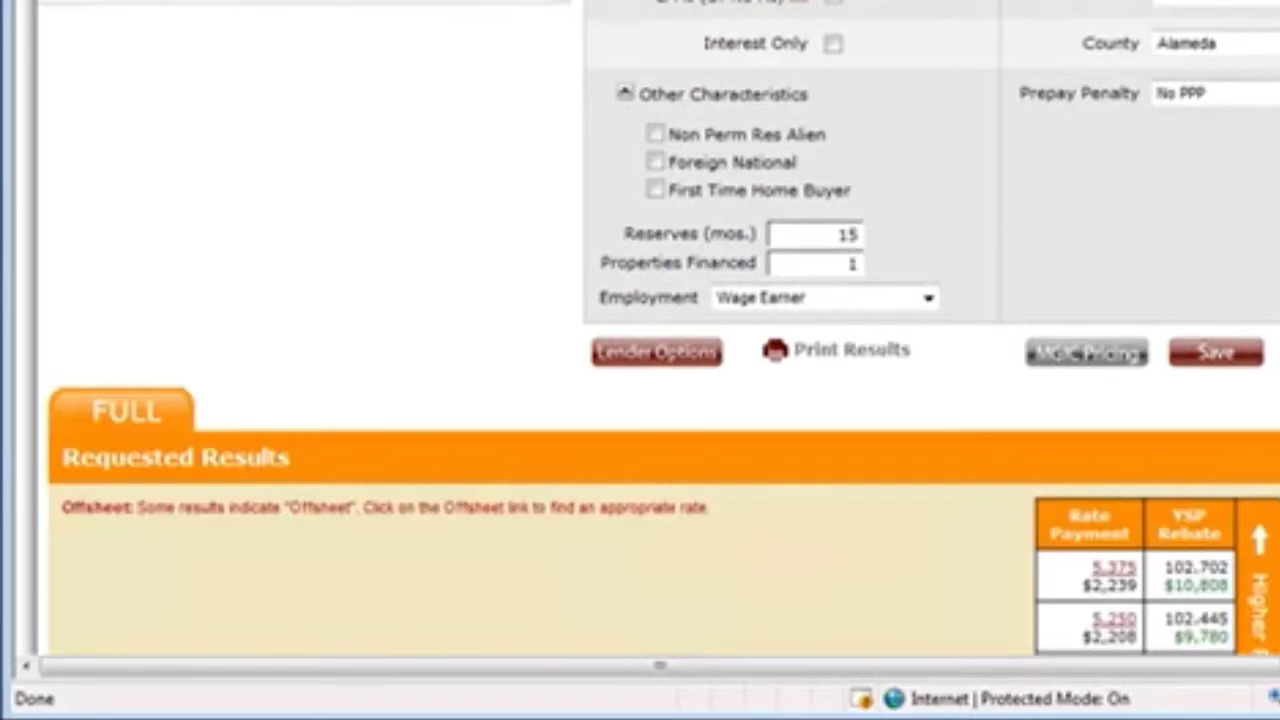 Interest Only
County Alameda
Other Characteristics
Prepay Penalty No PPP
Non Perm Res Alien
Foreign National
First Time Home Buyer
Reserves (mos.) 15
Properties Financed 1
Employment Wage Earner
Lender Options Print Results MGIC Pricing Save
FULL
Requested Results
Offsheet: Some results indicate "Offsheet". Click on the Offsheet link to find an appropriate rate.
Rate YSP
Payment Rebate
5.375 102.702
$2,239 $10,808
5.250 102.445
$2,208 $9,780
Higher
Done Internet | Protected Mode: On